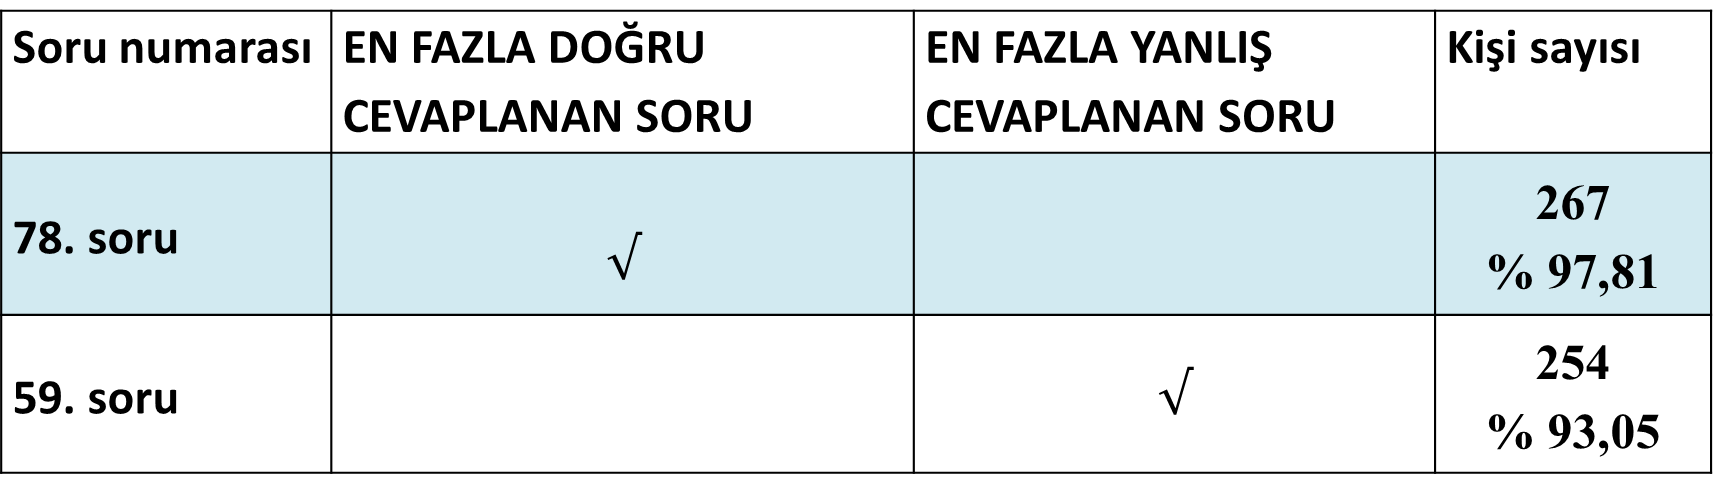 Soru numarası
EN FAZLA DOĞRU
CEVAPLANAN SORU
EN FAZLA YANLIŞ
CEVAPLANAN SORU
Kişi sayısı
78. soru
√
267
% 97,81
59. soru
√
254
% 93,05